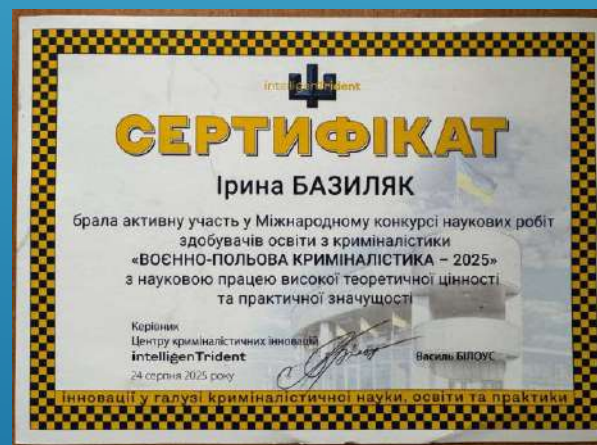 intelligenTrident
СЕРТИФІКАТ
Ірина БАЗИЛЯК
брала активну участь у Міжнародному конкурсі наукових робіт
здобувачів освіти з криміналістики
«ВОЄННО-ПОЛЬОВА КРИМІНАЛІСТИКА – 2025»
з науковою працею високої теоретичної цінності
та практичної значущості
Керівник
Центру криміналістичних інновацій
intelligenTrident
Василь БІЛОУС
24 серпня 2025 року
інновації у галузі криміналістичної науки, освіти та практики